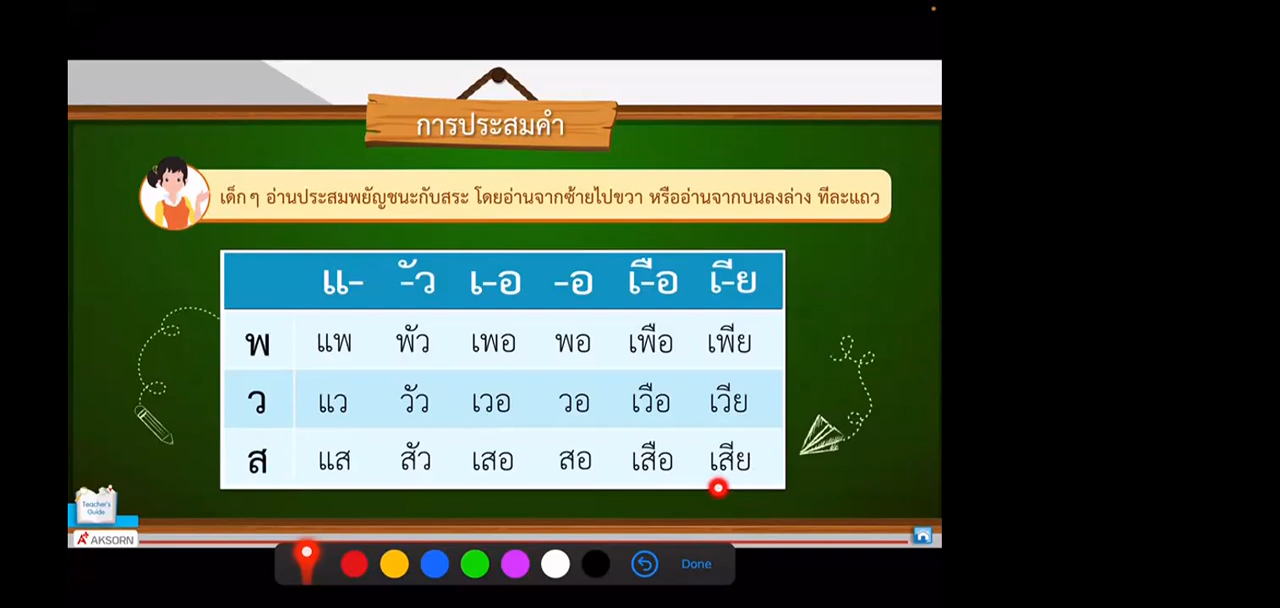 การประสมคำ
เด็ก ๆ อ่านประสมพยัญชนะกับสระ โดยอ่านจากซ้ายไปขวา หรืออ่านจากบนลงล่าง ทีละแถว
แ- -ัว เ-อ -อ เ-ือ เ-ีย
พ แพ พัว เพอ พอ เพือ เพีย
ว แว วัว เวอ วอ เวือ เวีย
ส แส สัว เสอ สอ เสือ เสีย
Teacher's
Guide
AKSORN
Done